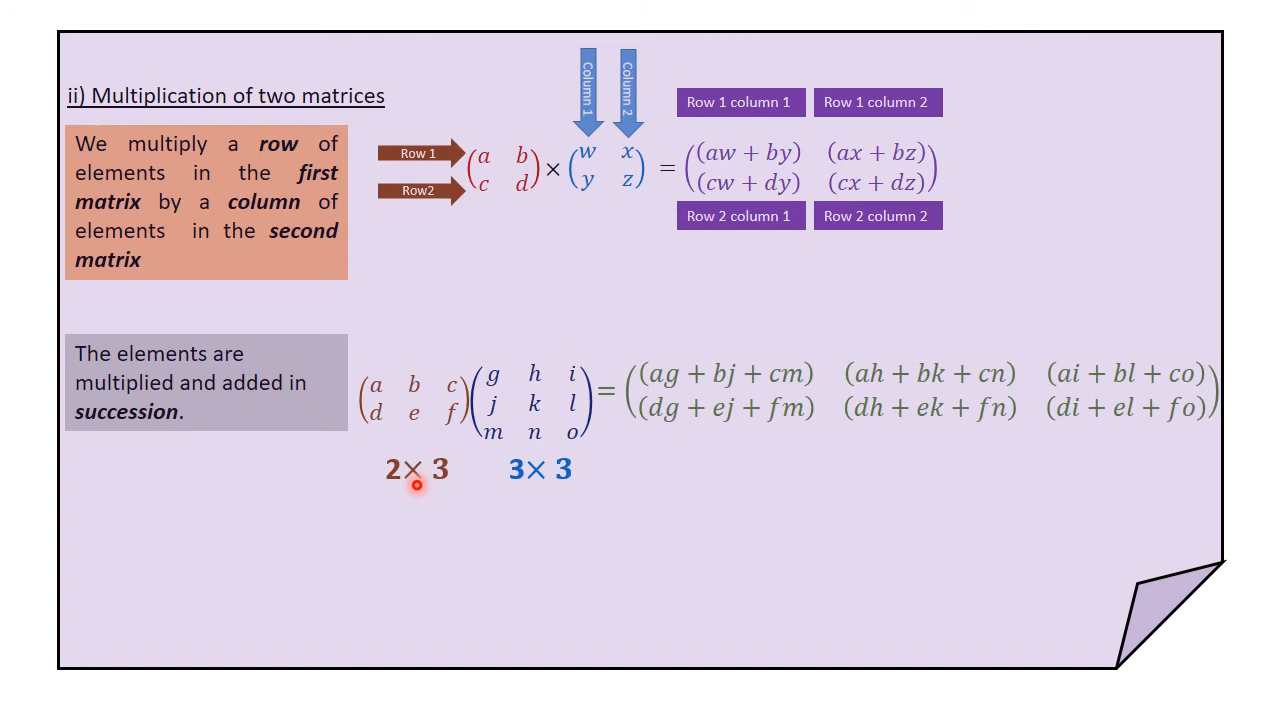 ii) Multiplication of two matrices
We multiply a row of
elements in the first
matrix by a column of
elements in the second
matrix
Column 1
Column 2
Row 1
Row2
(a b) × (w x) = ((aw + by) (ax + bz))
(c d) (y z) ((cw + dy) (cx + dz))
Row 1 column 1
Row 1 column 2
Row 2 column 1
Row 2 column 2
The elements are
multiplied and added in
succession.
a b c
d e f
g h i
j k l
m n o
= (ag + bj + cm) (ah + bk + cn) (ai + bl + co)
(dg + ej + fm) (dh + ek + fn) (di + el + fo)
2× 3
3× 3